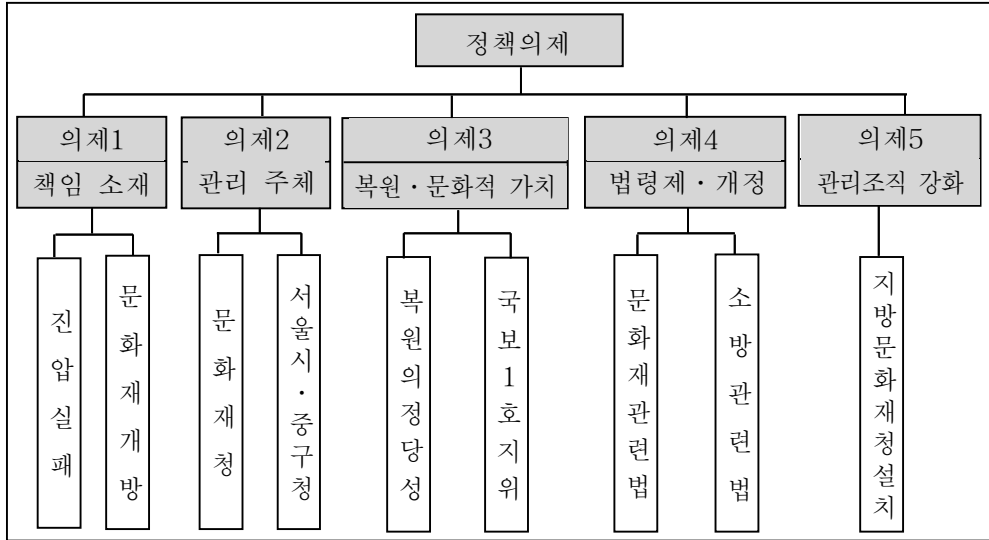 정책의제
의제1
책임 소재
의제2
관리 주체
의제3
복원·문화적 가치
의제4
법령제·개정
의제5
관리조직 강화
진압실패
문화재개방
문화재청
서울시·중구청
복원의정당성
국보1호지위
문화재관련법
소방관련법
지방문화재청설치